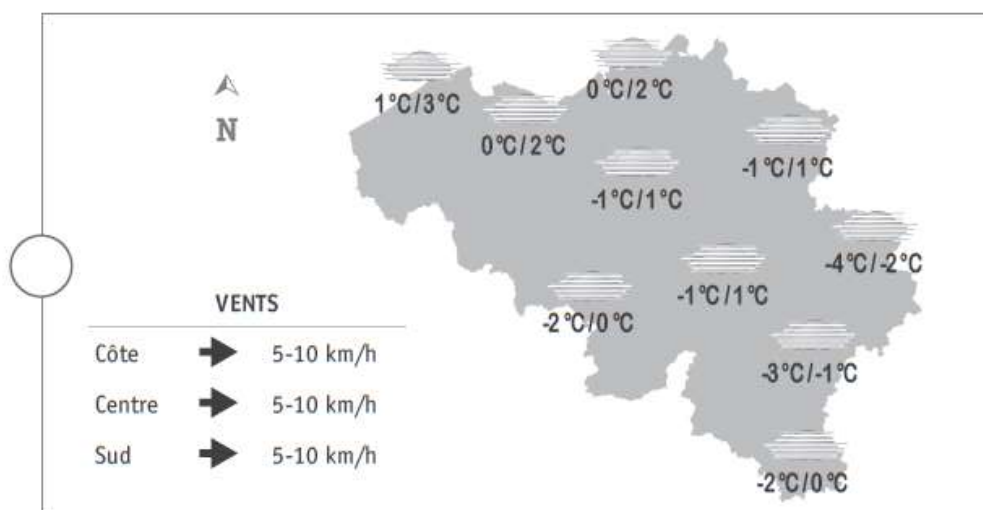 0°C/2°C
1°C/3°C
N
0°C/2°C
-1°C/1°C
-1°C/1°C
-4°C/-2°C
-1°C/1°C
-2°C/0°C
-3°C/-1°C
-2°C/0°C
VENTS
Côte 5-10 km/h
Centre 5-10 km/h
Sud 5-10 km/h